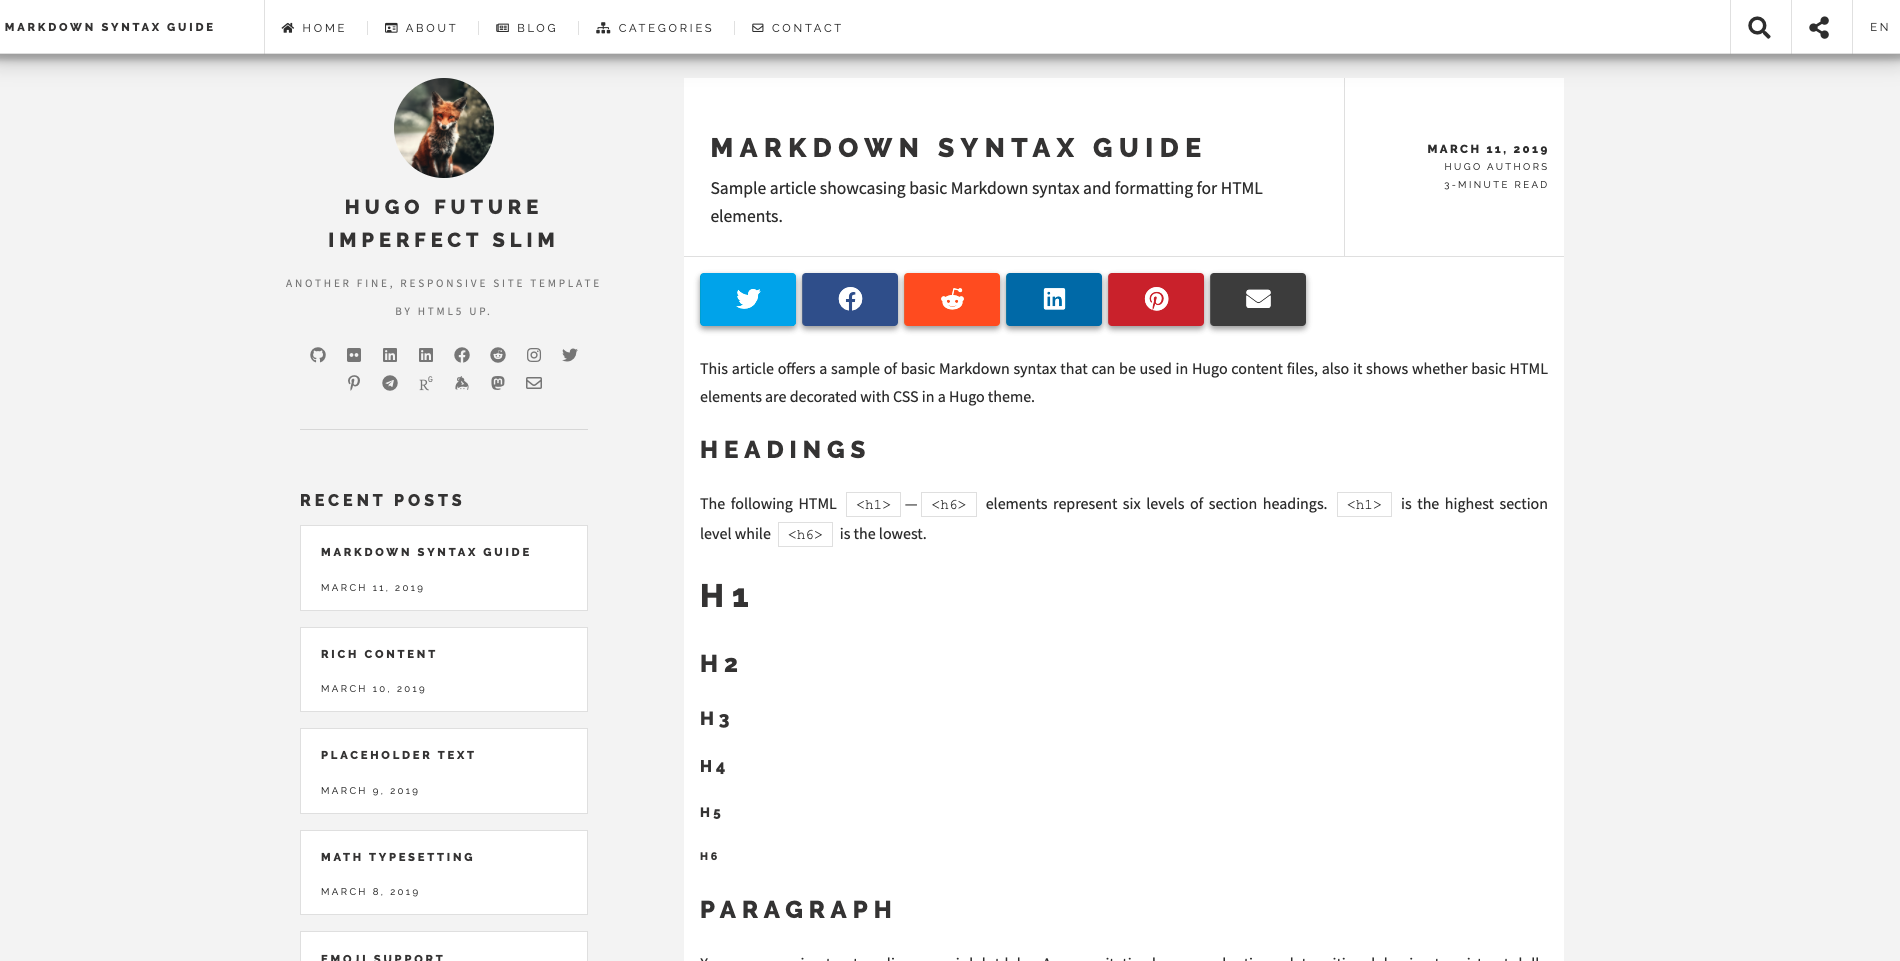 MARKDOWN SYNTAX GUIDE
HOME
ABOUT
BLOG
CATEGORIES
CONTACT
EN
HUGO FUTURE
IMPERFECT SLIM
ANOTHER FINE, RESPONSIVE SITE TEMPLATE
BY HTML5 UP.
RECENT POSTS
MARKDOWN SYNTAX GUIDE
MARCH 11, 2019
RICH CONTENT
MARCH 10, 2019
PLACEHOLDER TEXT
MARCH 9, 2019
MATH TYPESETTING
MARCH 8, 2019
EMOJI SUPPORT
MARKDOWN SYNTAX GUIDE
Sample article showcasing basic Markdown syntax and formatting for HTML
elements.
MARCH 11, 2019
HUGO AUTHORS
3-MINUTE READ
This article offers a sample of basic Markdown syntax that can be used in Hugo content files, also it shows whether basic HTML
elements are decorated with CSS in a Hugo theme.
HEADINGS
The following HTML <h1>—<h6> elements represent six levels of section headings. <h1> is the highest section
level while <h6> is the lowest.
H1
H2
H3
H4
H5
H6
PARAGRAPH